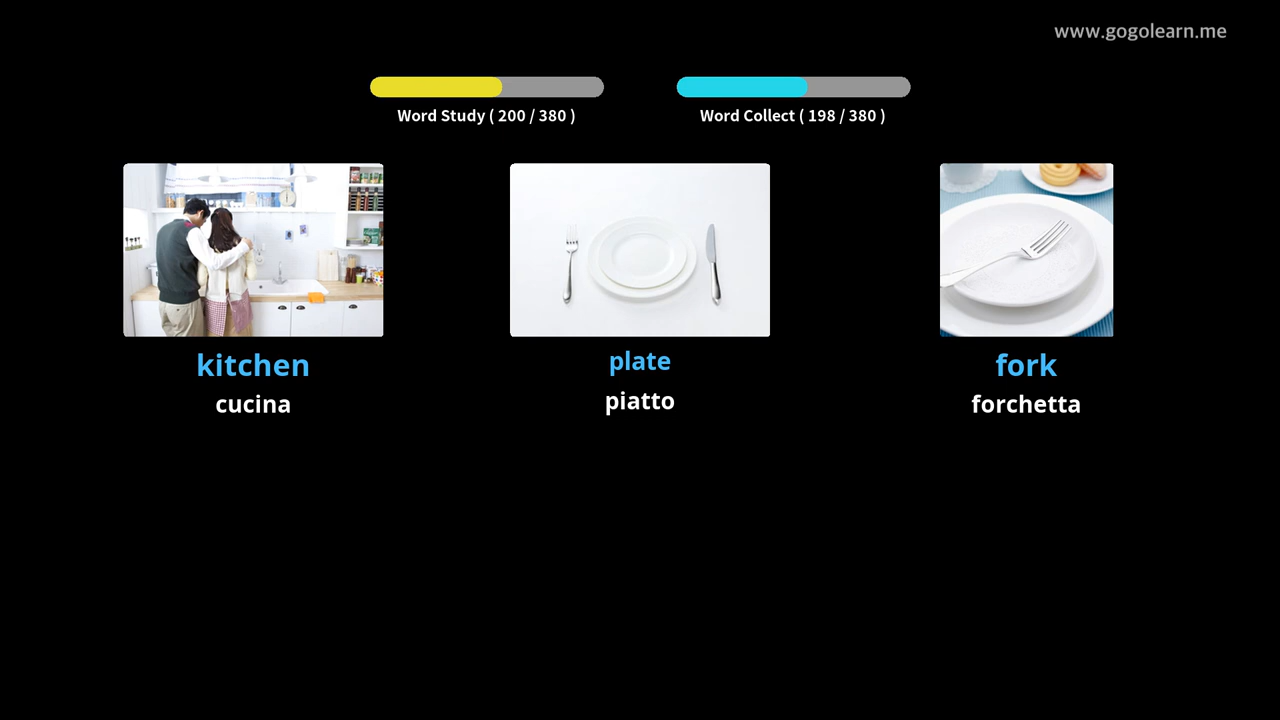 www.gogolearn.me
Word Study ( 200 / 380 )
Word Collect ( 198 / 380 )
kitchen
cucina
plate
piatto
fork
forchetta